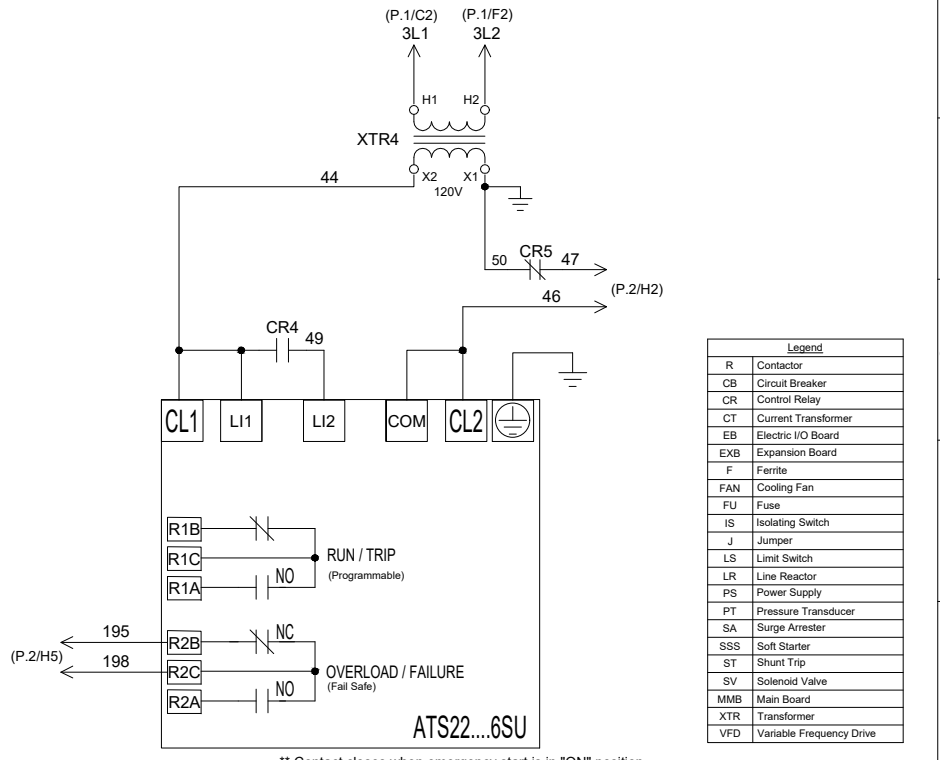 (P.1/C2) (P.1/F2)
3L1 3L2
H1 H2
XTR4
X2 X1
120V
44
CR5
50 47
(P.2/H2)
46
CR4
49
CL1 LI1 LI2 COM CL2
R1B
R1C RUN / TRIP
(Programmable)
R1A NO
195
R2B NC
(P.2/H5)
198
R2C OVERLOAD / FAILURE
(Fail Safe)
R2A NO
ATS22....6SU
Legend
R Contactor
CB Circuit Breaker
CR Control Relay
CT Current Transformer
EB Electric I/O Board
EXB Expansion Board
F Ferrite
FAN Cooling Fan
FU Fuse
IS Isolating Switch
J Jumper
LS Limit Switch
LR Line Reactor
PS Power Supply
PT Pressure Transducer
SA Surge Arrester
SSS Soft Starter
ST Shunt Trip
SV Solenoid Valve
MMB Main Board
XTR Transformer
VFD Variable Frequency Drive
** Contact closes when emergency start is in "ON" position